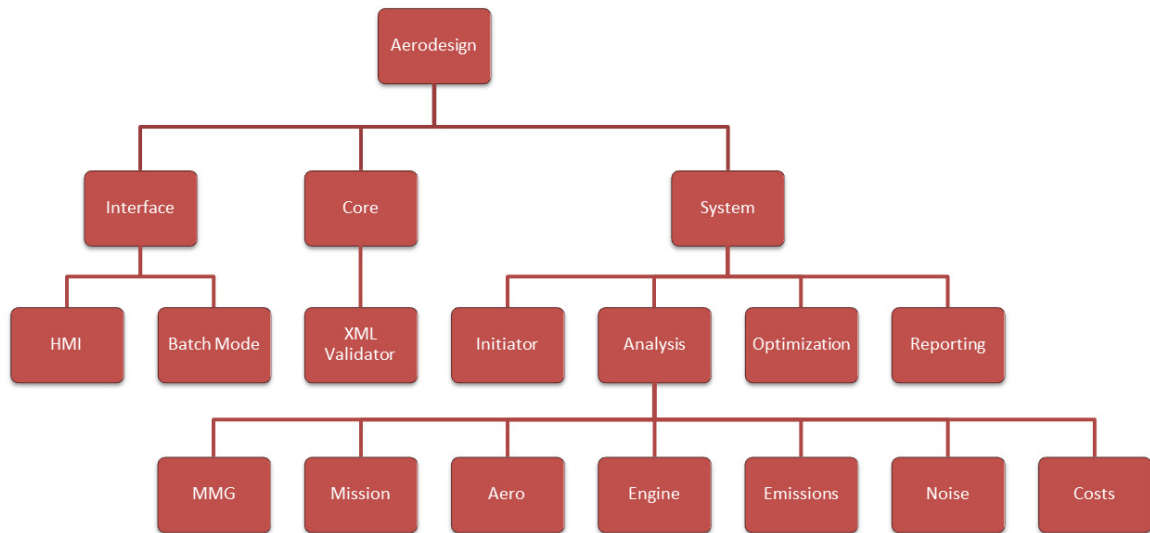 Aerodesign
Interface
Core
System
HMI
Batch Mode
XML
Validator
Initiator
Analysis
Optimization
Reporting
MMG
Mission
Aero
Engine
Emissions
Noise
Costs